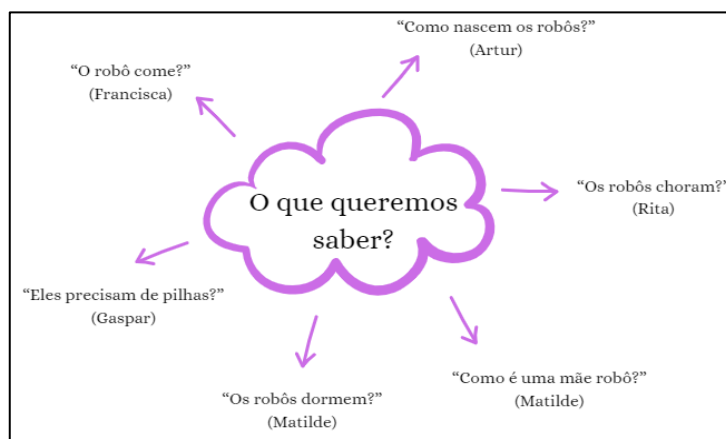 “Como nascem os robôs?”
(Artur)
“O robô come?”
(Francisca)
“Os robôs choram?”
(Rita)
O que queremos
saber?
“Eles precisam de pilhas?”
(Gaspar)
“Os robôs dormem?”
(Matilde)
“Como é uma mãe robô?”
(Matilde)